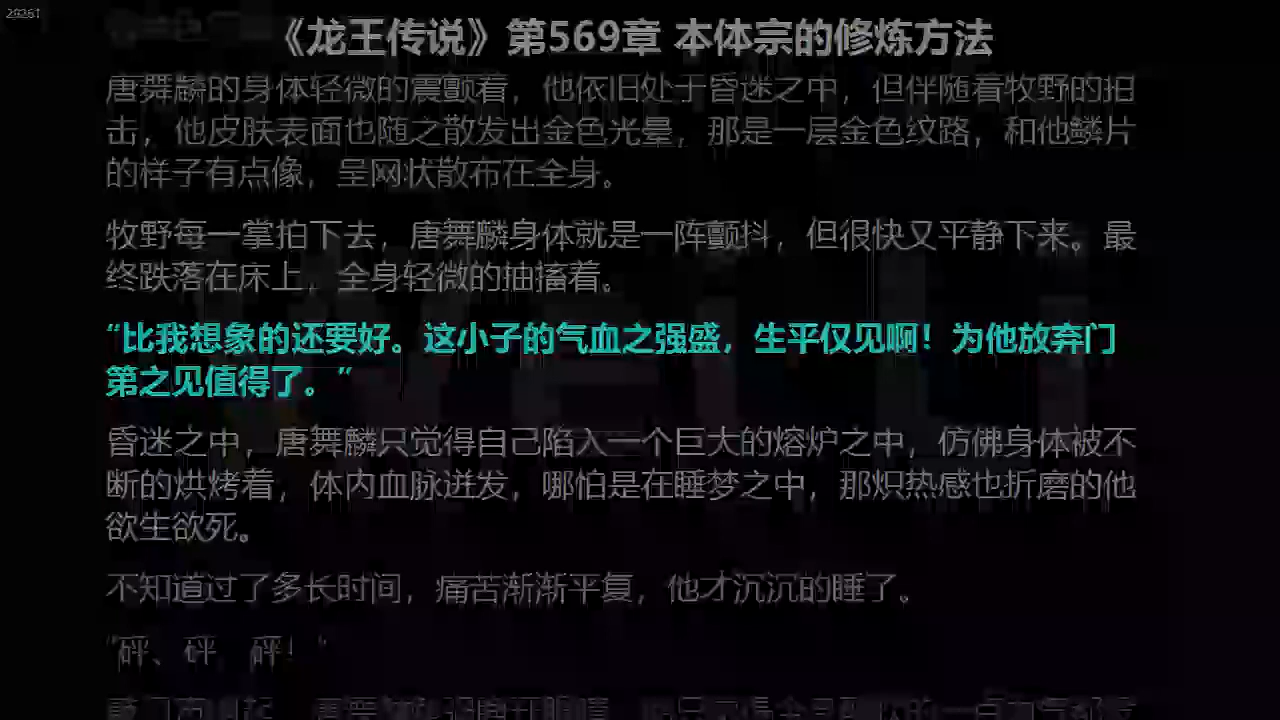 20261
《龙王传说》第569章 本体宗的修炼方法
唐舞麟的身体轻微的震颤着，他依旧处于昏迷之中，但伴随着牧野的拍
击，他皮肤表面也随之散发出金色光晕，那是一层金色纹路，和他鳞片
的样子有点像，呈网状散布在全身。
牧野每一掌拍下去，唐舞麟身体就是一阵颤抖，但很快又平静下来。最
终跌落在床上，全身轻微的抽搐着。
“比我想象的还要好。这小子的气血之强盛，生平仅见啊！为他放弃门
第之见值得了。”
昏迷之中，唐舞麟只觉得自己陷入一个巨大的熔炉之中，仿佛身体被不
断的烘烤着，体内血脉迸发，哪怕是在睡梦之中，那炽热感也折磨的他
欲生欲死。
不知道过了多长时间，痛苦渐渐平复，他才沉沉的睡了。
“砰、砰、砰！”